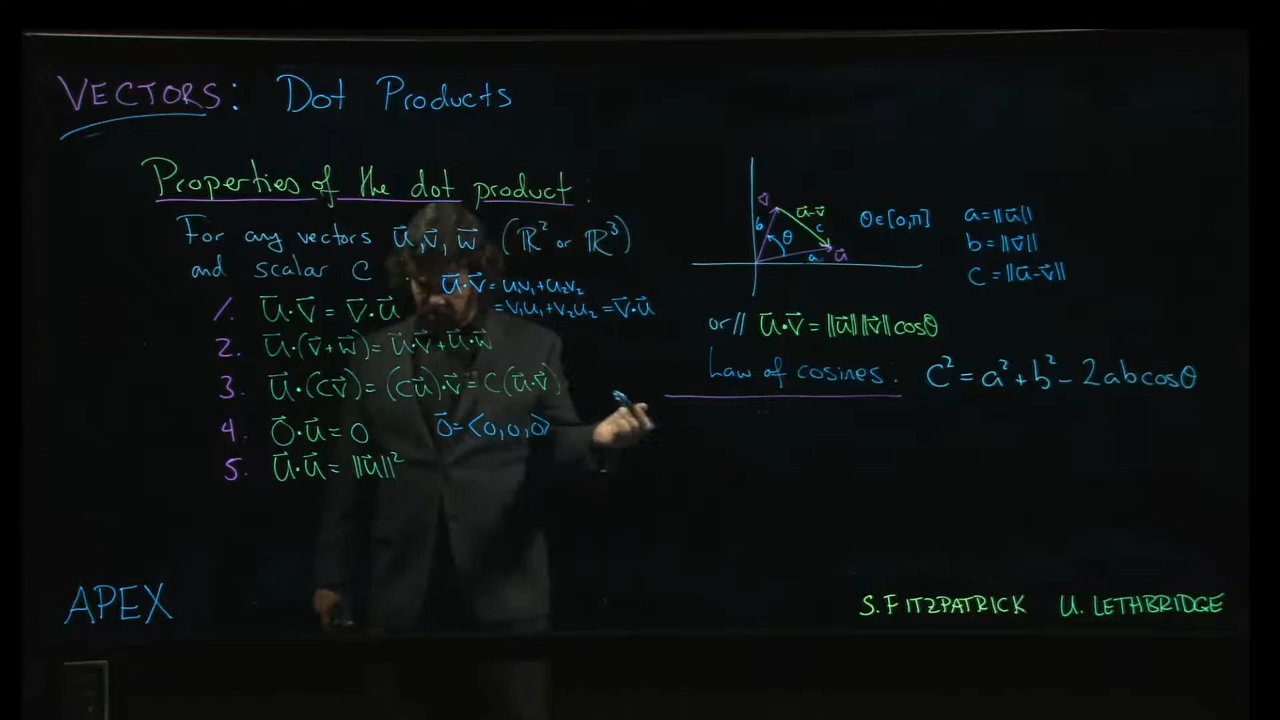 VECTORS: Dot Products
Properties of the dot product:
For any vectors u⃗, v⃗, w⃗ (ℝ² or ℝ³)
and scalar c
1. u⃗·v⃗ = v⃗·u⃗
u⃗·v⃗ = u₁v₁+u₂v₂
= v₁u₁+v₂u₂ = v⃗·u⃗
2. u⃗·(v⃗+w⃗) = u⃗·v⃗+u⃗·w⃗
3. u⃗·(cv⃗) = (cu⃗)·v⃗ = c(u⃗·v⃗)
4. 0⃗·u⃗ = 0
0⃗ = <0,0,0>
5. u⃗·u⃗ = ||u⃗||²
v⃗
u⃗-v⃗
b
c
θ
a
u⃗
θ∈[0,π]
a=||u⃗||
b=||v⃗||
c=||u⃗-v⃗||
or// u⃗·v⃗ = ||u⃗|| ||v⃗|| cosθ
Law of cosines: c² = a² + b² - 2ab cosθ
APEX
S. FITZPATRICK U. LETHBRIDGE